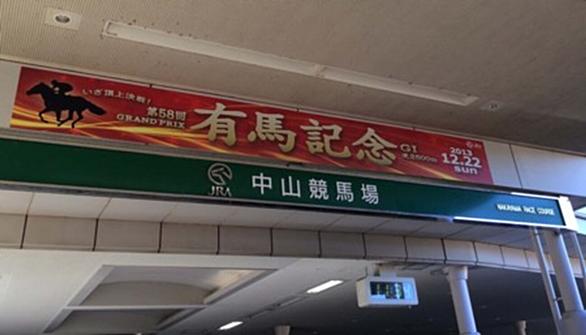 いざ頂上決戦!
第58回
GRAND PRIX
有馬記念 GI
芝2500m
2013
12.22
sun
JRA
中山競馬場
NAKAYAMA RACE COURSE